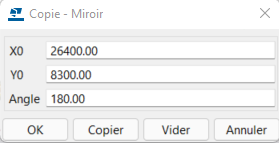 Copie - Miroir
X0 26400.00
Y0 8300.00
Angle 180.00
OK Copier Vider Annuler